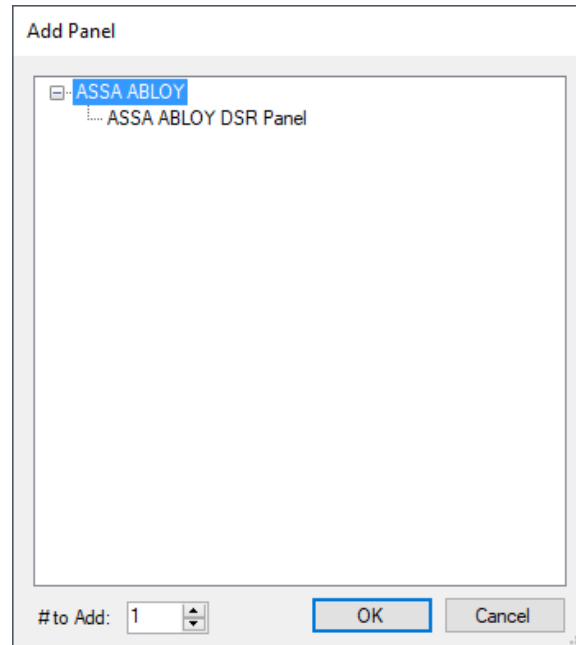 Add Panel
ASSA ABLOY
ASSA ABLOY DSR Panel
# to Add: 1 OK Cancel